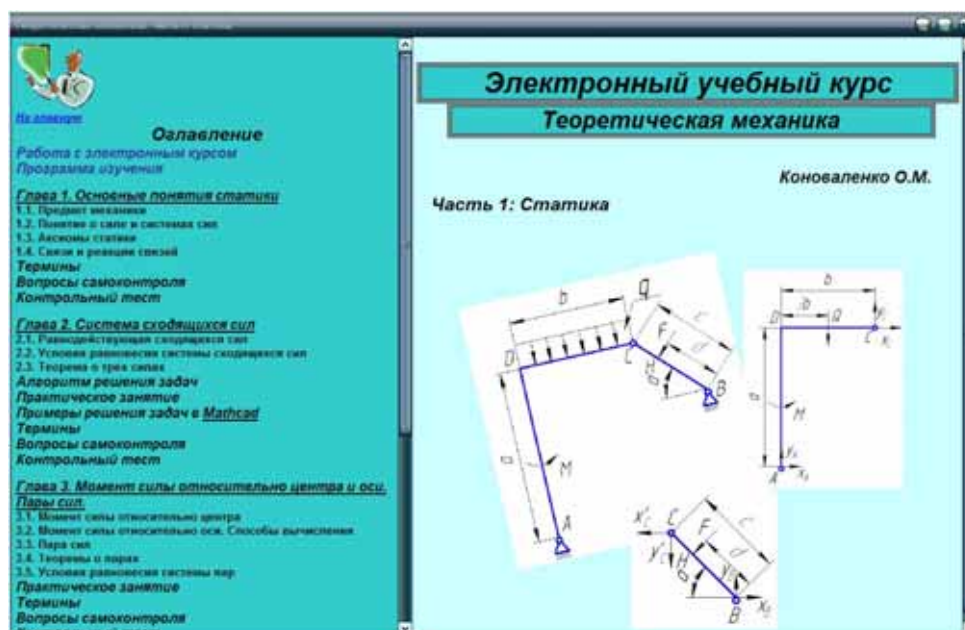 На главную
Оглавление
Работа с электронным курсом
Программа изучения
Глава 1. Основные понятия статики
1.1. Предмет механики
1.2. Понятие о силе и системах сил
1.3. Аксиомы статики
1.4. Связи и реакции связей
Термины
Вопросы самоконтроля
Контрольный тест
Глава 2. Система сходящихся сил
2.1. Равнодействующая сходящихся сил
2.2. Условия равновесия системы сходящихся сил
2.3. Теорема о трех силах
Алгоритм решения задач
Практическое занятие
Примеры решения задач в Mathcad
Термины
Вопросы самоконтроля
Контрольный тест
Глава 3. Момент силы относительно центра и оси.
Пары сил.
3.1. Момент силы относительно центра
3.2. Момент силы относительно оси. Способы вычисления
3.3. Пара сил
3.4. Теоремы о парах
3.5. Условия равновесия системы пар
Практическое занятие
Термины
Вопросы самоконтроля
Электронный учебный курс
Теоретическая механика
Коноваленко О.М.
Часть 1: Статика
b
Q
D
C
F
c
d
H
B
a
M
A
b
D
Q
C
a
M
A
C
F
c
d
H
B